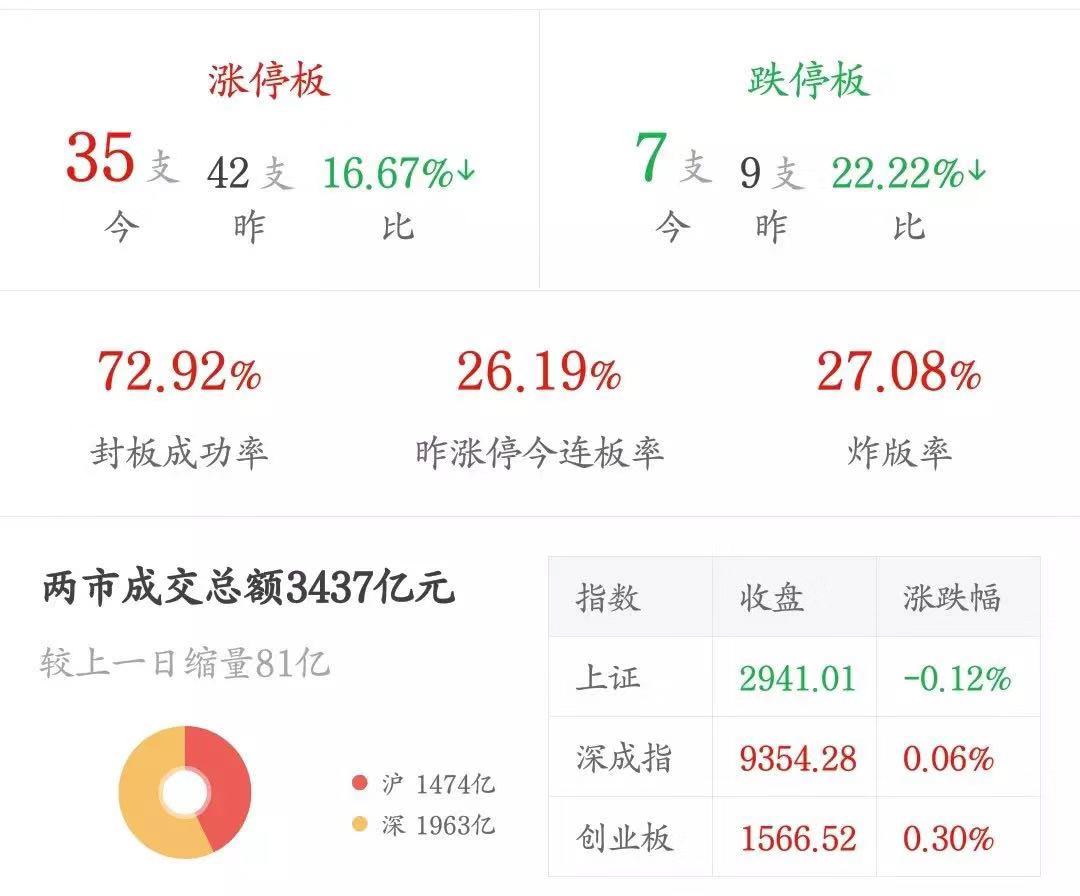 涨停板
35支 42支 16.67%↓
今 昨 比
跌停板
7支 9支 22.22%↓
今 昨 比
72.92% 26.19% 27.08%
封板成功率 昨涨停今连板率 炸版率
两市成交总额3437亿元
较上一日缩量81亿
沪 1474亿
深 1963亿
指数 收盘 涨跌幅
上证 2941.01 -0.12%
深成指 9354.28 0.06%
创业板 1566.52 0.30%